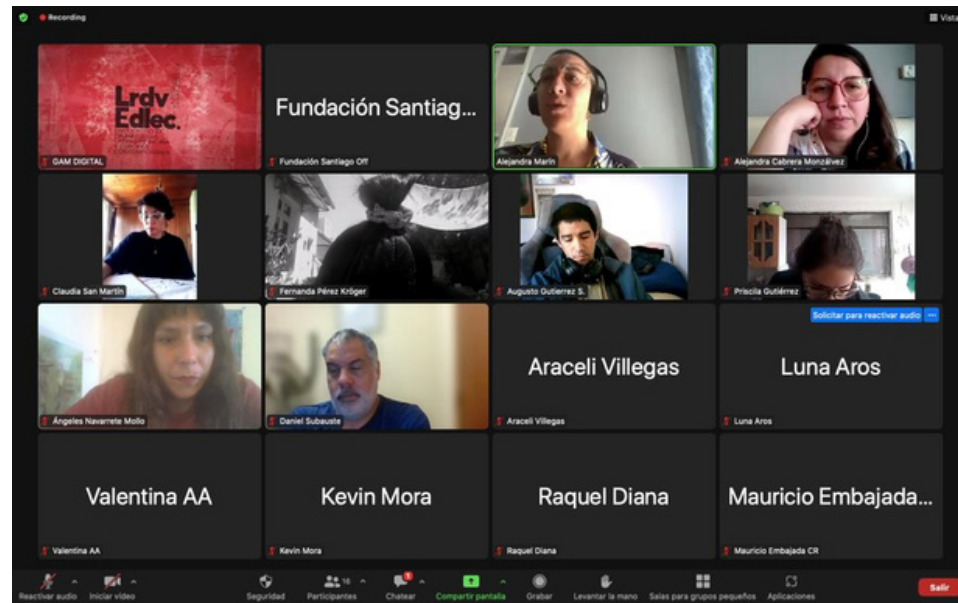 Recording
Vista
Lrdv
Edlec.
GAM DIGITAL
Fundación Santiag...
Fundación Santiago Off
Alejandra Marín
Alejandra Cabrera Monzálvez
Claudia San Martín
Fernanda Pérez Kröger
Augusto Gutierrez S.
Priscila Gutiérrez
Solicitar para reactivar audio ...
Ángeles Navarrete Mollo
Daniel Subauste
Araceli Villegas
Araceli Villegas
Luna Aros
Luna Aros
Valentina AA
Valentina AA
Kevin Mora
Kevin Mora
Raquel Diana
Raquel Diana
Mauricio Embajada...
Mauricio Embajada CR
Reactivar audio
Iniciar video
Seguridad
16
Participantes
1
Chatear
Compartir pantalla
Grabar
Levantar la mano
Salas para grupos pequeños
Aplicaciones
Salir